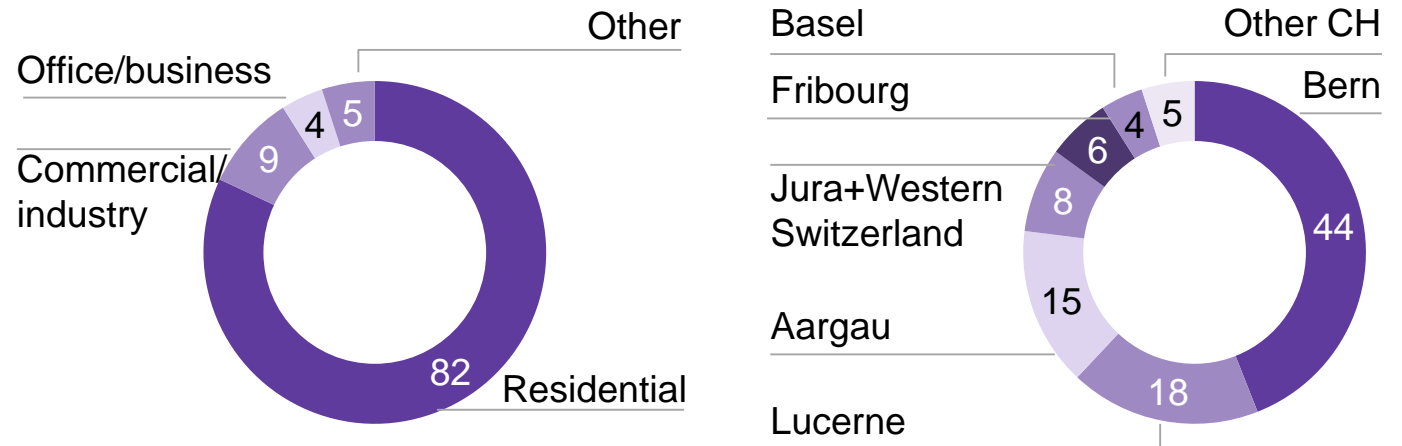 Other
Office/business
4
5
9
Commercial/
industry
82
Residential
Basel
Other CH
Bern
Fribourg
4
5
6
Jura+Western
Switzerland
8
44
15
Aargau
18
Lucerne